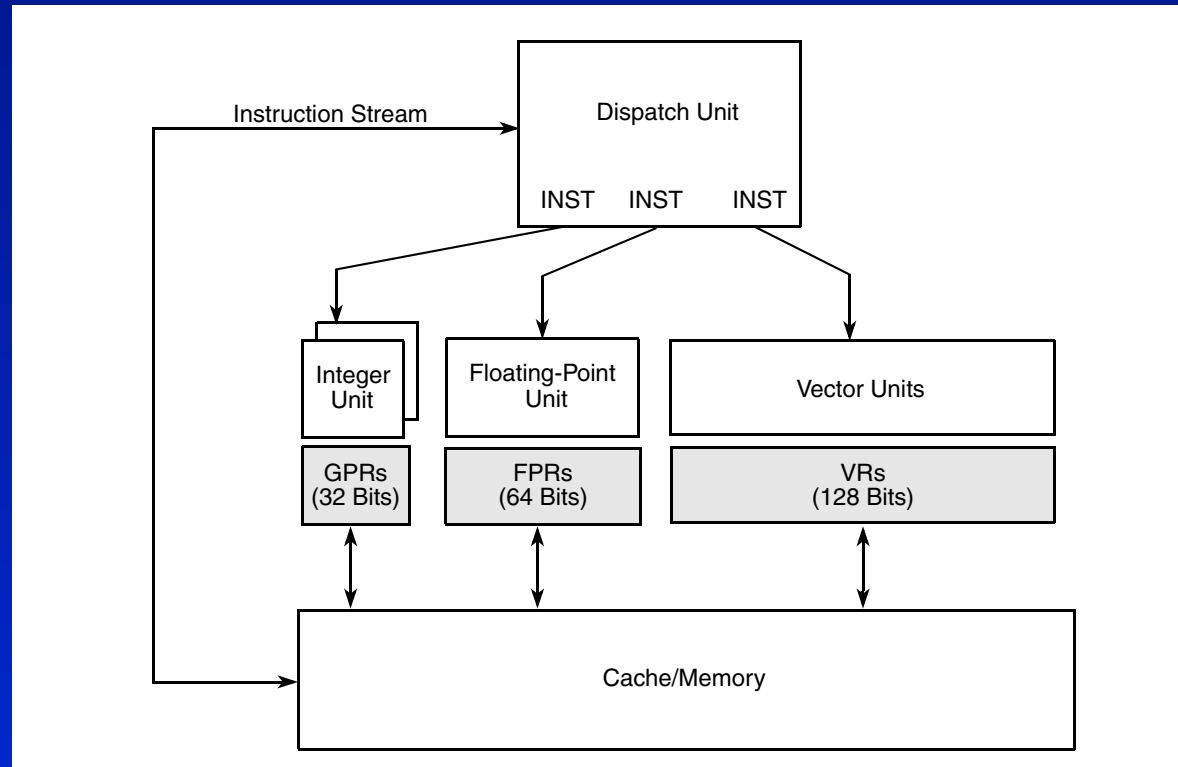 Instruction Stream
Dispatch Unit
INST INST INST
Integer
Unit
Floating-Point
Unit
Vector Units
GPRs
(32 Bits)
FPRs
(64 Bits)
VRs
(128 Bits)
Cache/Memory